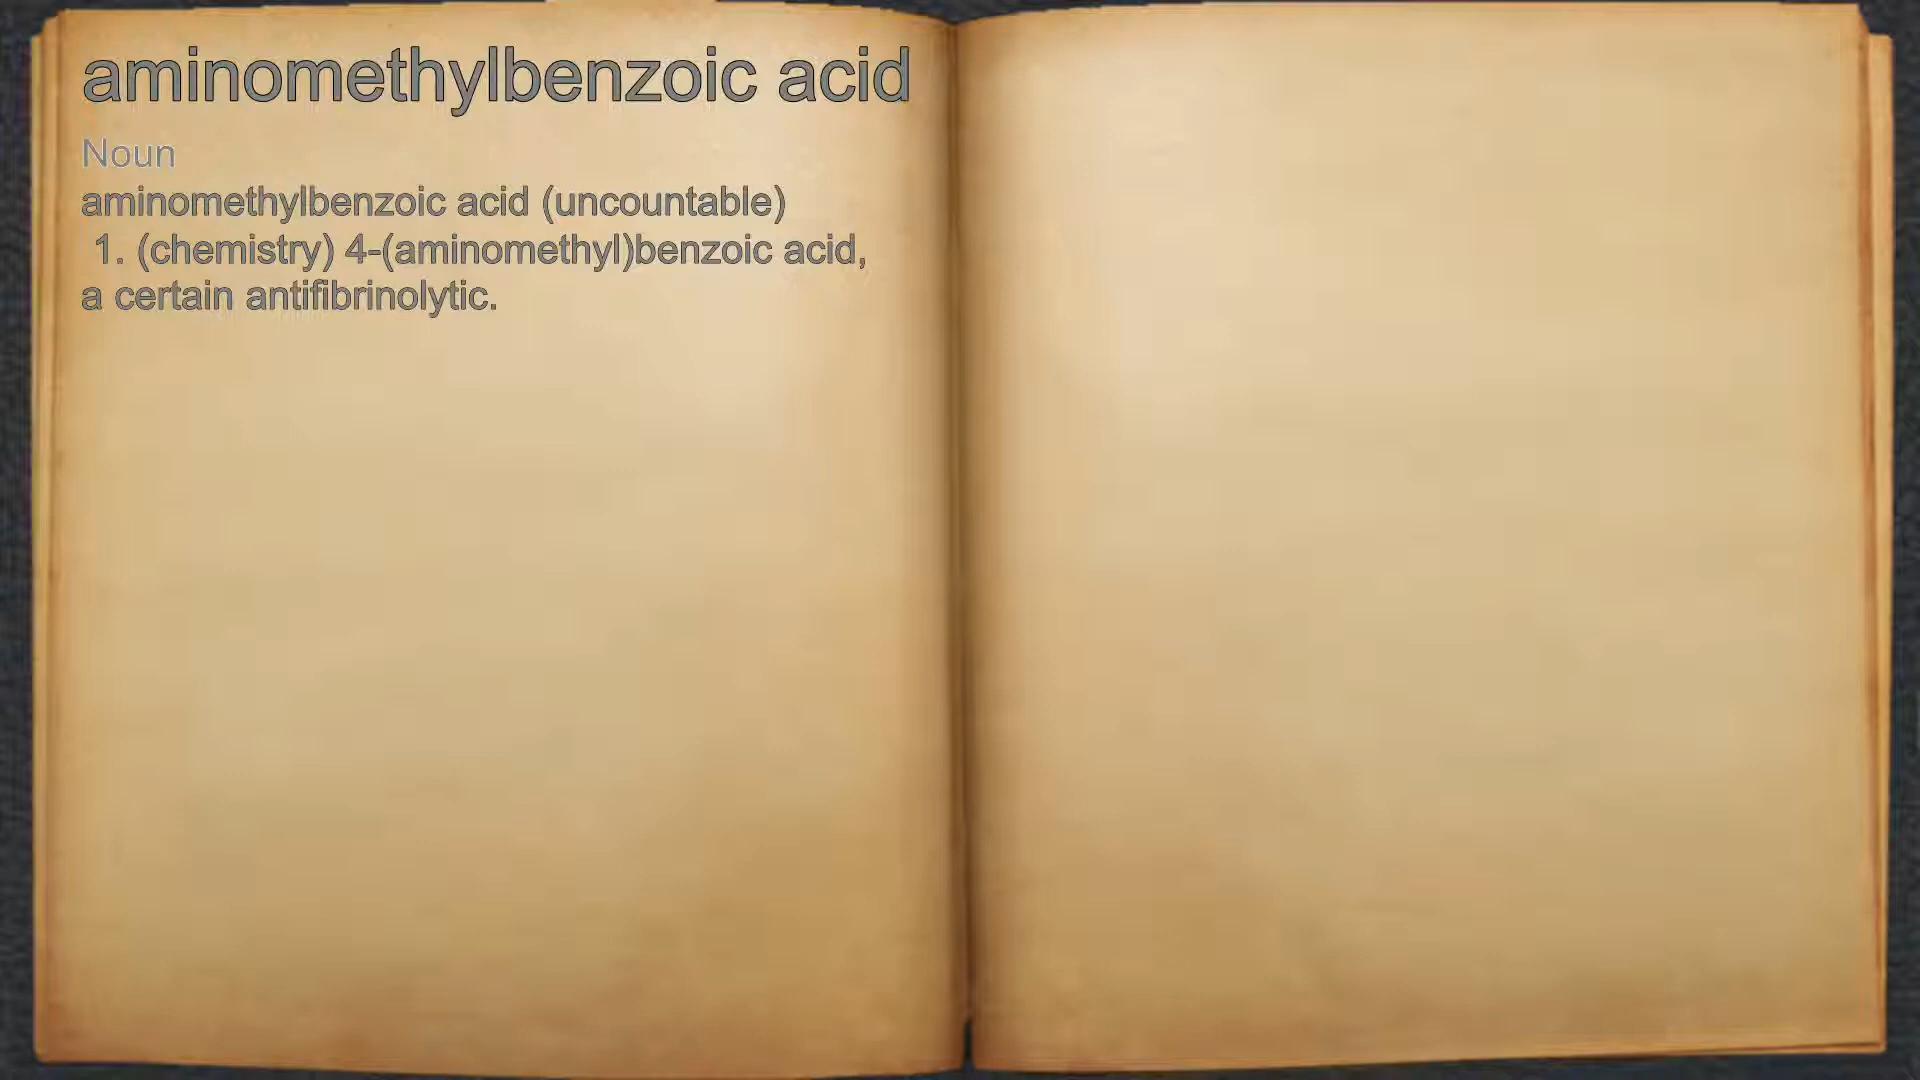 aminomethylbenzoic acid
Noun
aminomethylbenzoic acid (uncountable)
1. (chemistry) 4-(aminomethyl)benzoic acid,
a certain antifibrinolytic.